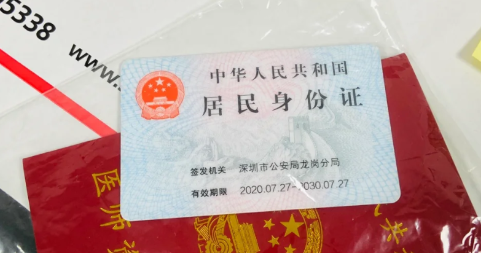 5338
www.
中华人民共和国
居民身份证
签发机关 深圳市公安局龙岗分局
有效期限 2020.07.27-2030.07.27
医师资